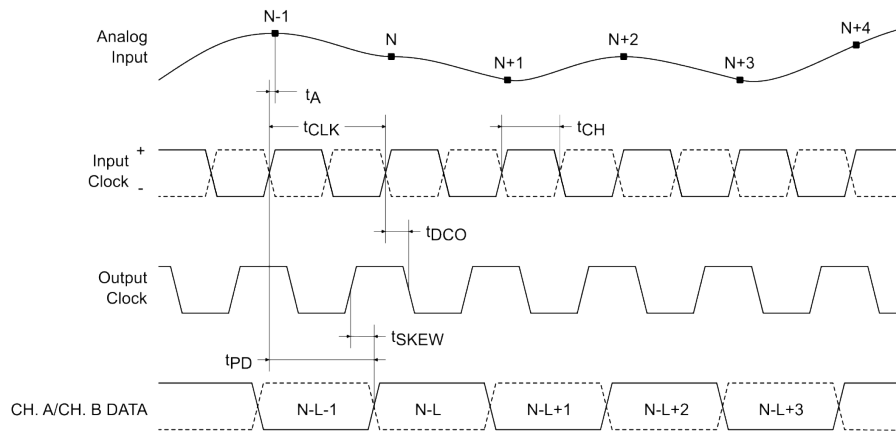 N-1
N
N+1
N+2
N+3
N+4
Analog
Input
tA
tCLK
tCH
Input
Clock
+
-
tDCO
Output
Clock
tSKEW
tPD
CH. A/CH. B DATA
N-L-1
N-L
N-L+1
N-L+2
N-L+3